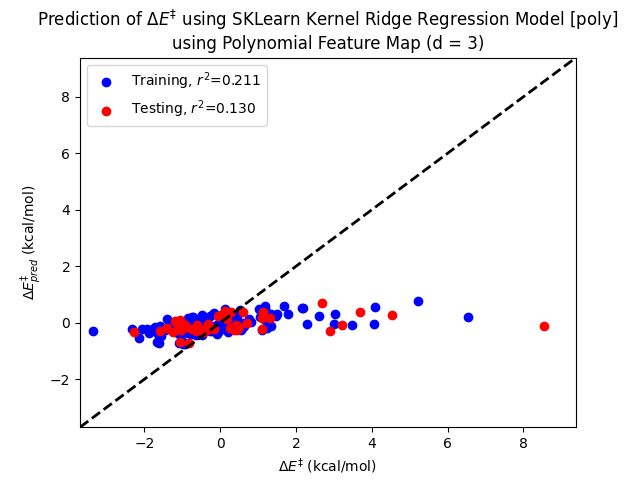 Prediction of ΔE‡ using SKLearn Kernel Ridge Regression Model [poly]
using Polynomial Feature Map (d = 3)
Training, r²=0.211
Testing, r²=0.130
8
6
4
2
0
−2
ΔE‡pred (kcal/mol)
−2 0 2 4 6 8
ΔE‡ (kcal/mol)